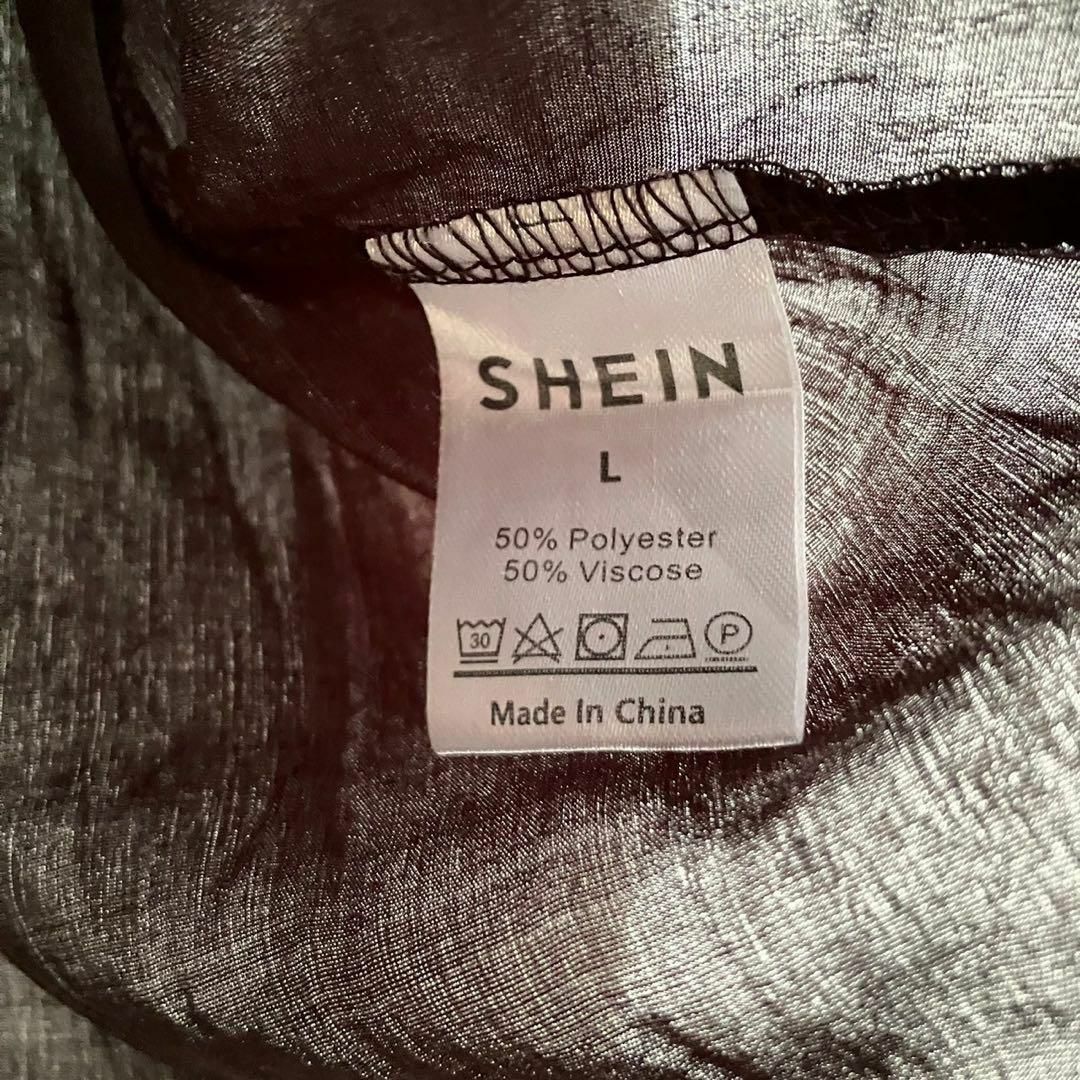 SHEIN
L
50% Polyester
50% Viscose
30 P
Made In China